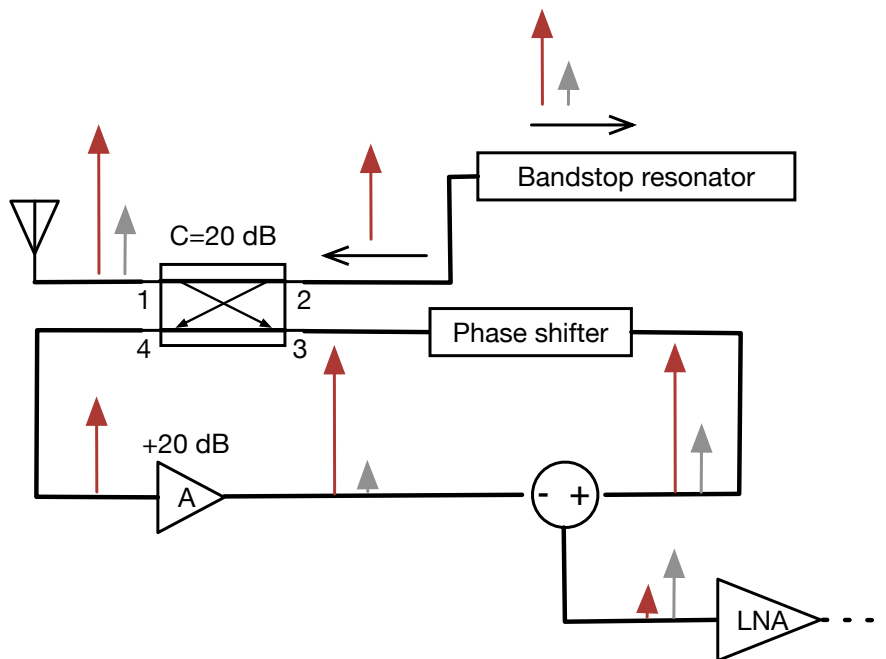 Bandstop resonator
C=20 dB
1
2
4
3
Phase shifter
+20 dB
A
- +
LNA